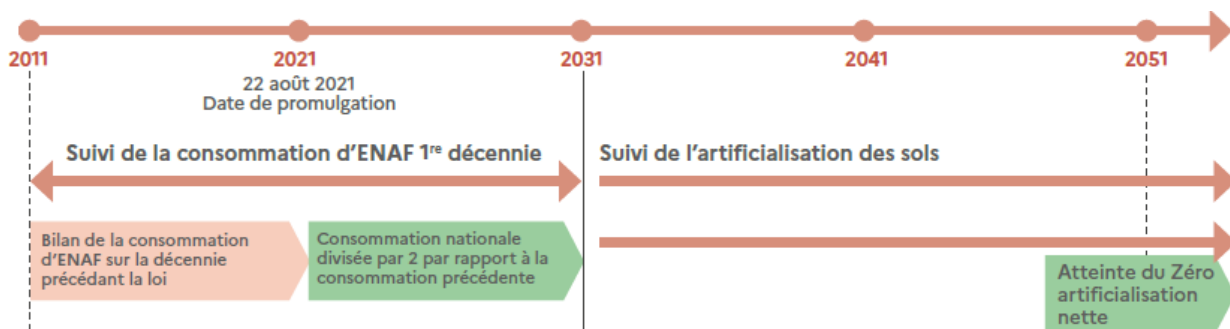 2011
2021
2031
2041
2051
22 août 2021
Date de promulgation
Suivi de la consommation d'ENAF 1re décennie
Suivi de l'artificialisation des sols
Bilan de la consommation
d'ENAF sur la décennie
précédant la loi
Consommation nationale
divisée par 2 par rapport à la
consommation précédente
Atteinte du Zéro
artificialisation
nette